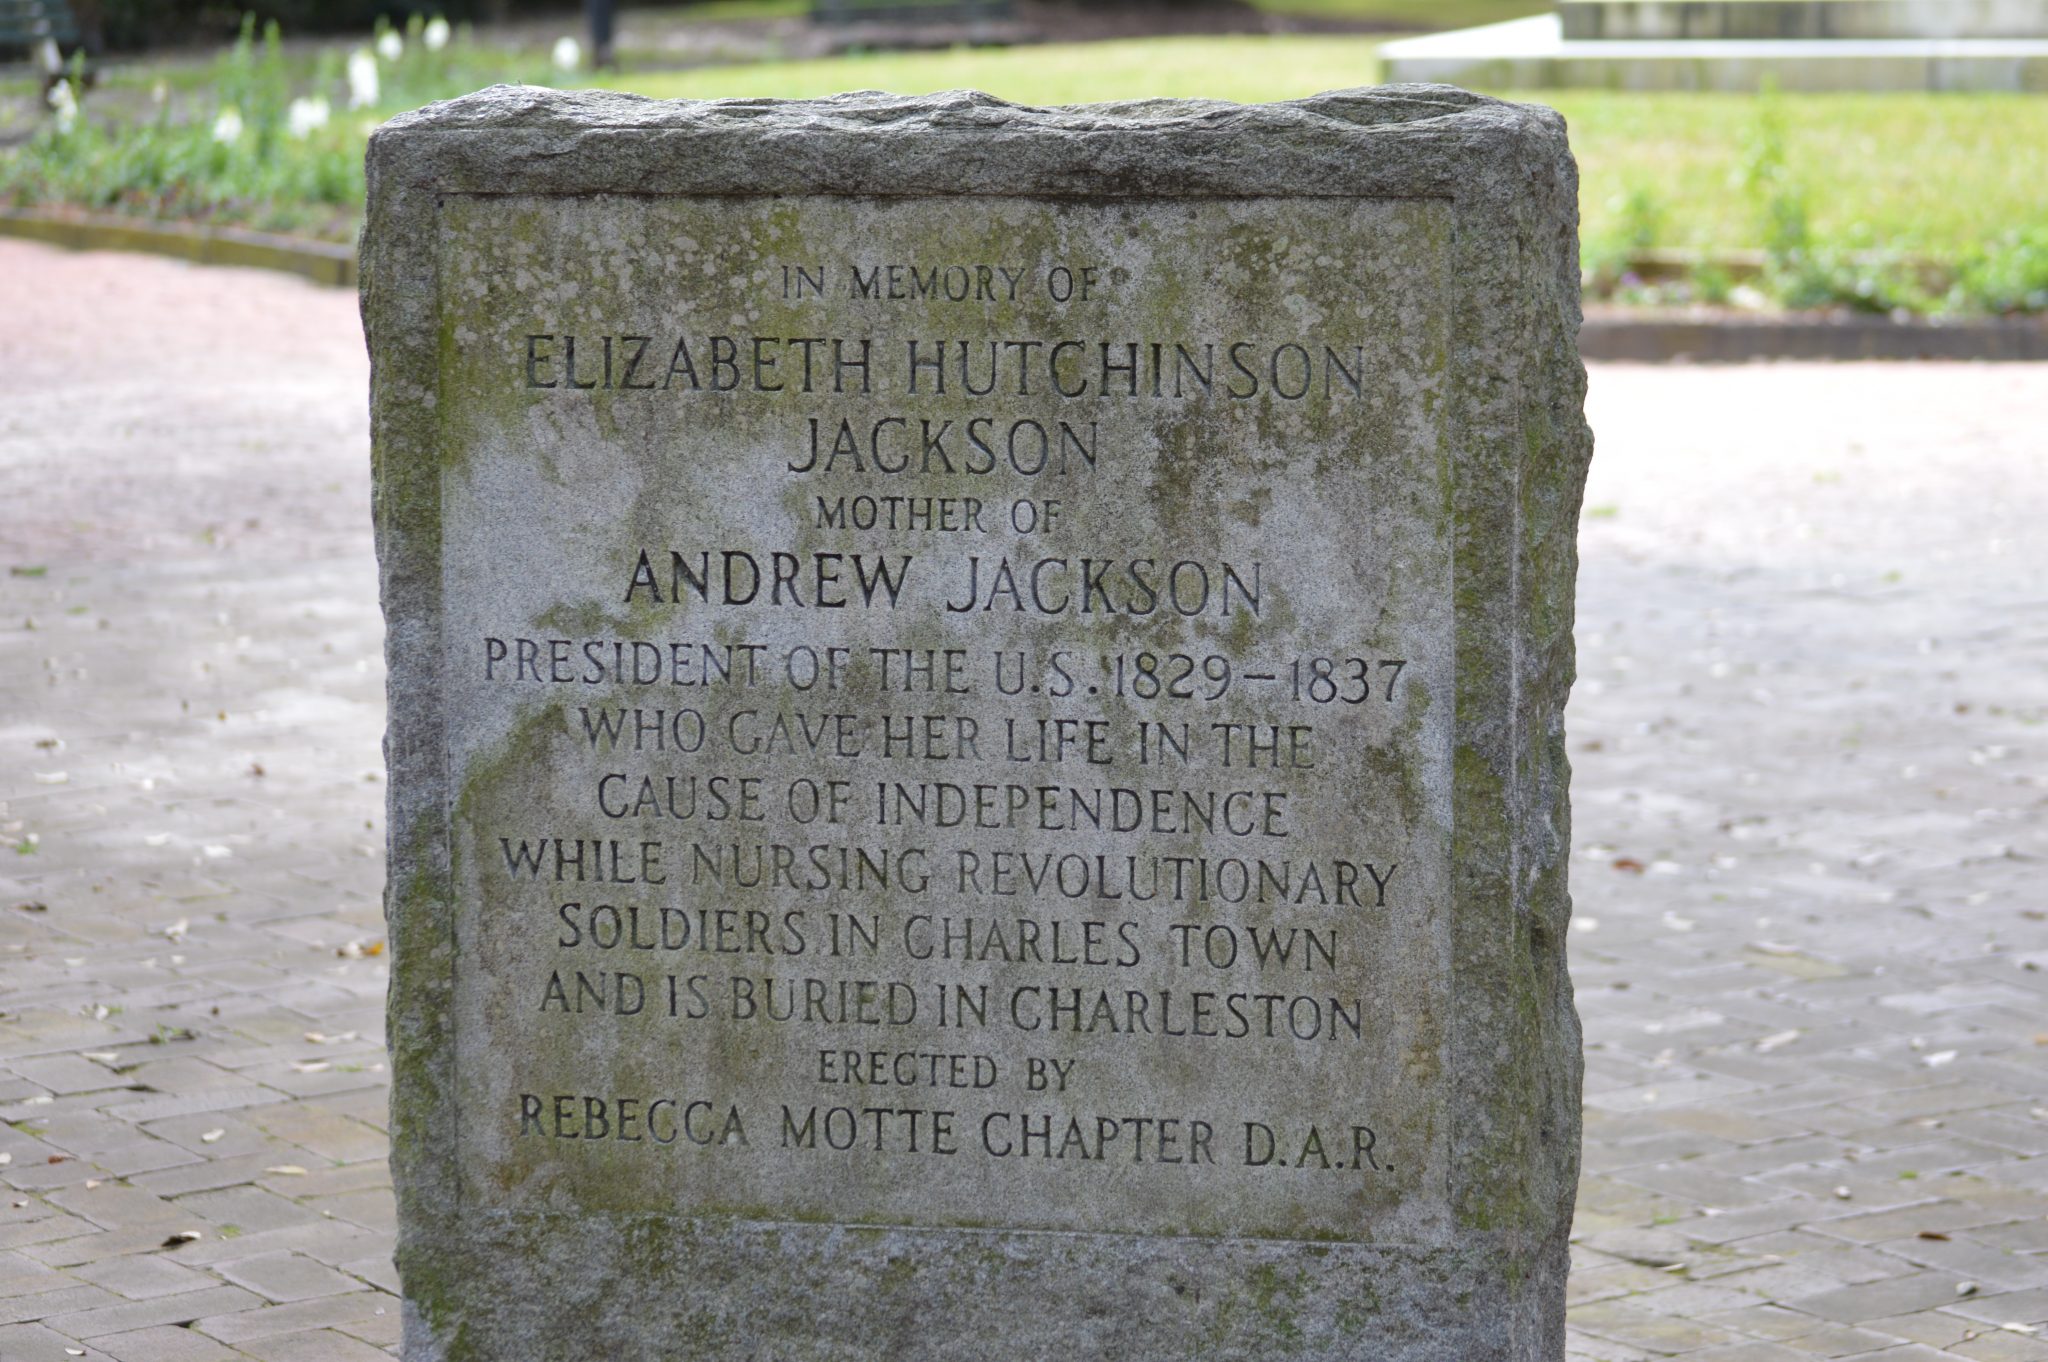 IN MEMORY OF
ELIZABETH HUTCHINSON
JACKSON
MOTHER OF
ANDREW JACKSON
PRESIDENT OF THE U.S. 1829-1837
WHO GAVE HER LIFE IN THE
CAUSE OF INDEPENDENCE
WHILE NURSING REVOLUTIONARY
SOLDIERS IN CHARLES TOWN
AND IS BURIED IN CHARLESTON
ERECTED BY
REBECCA MOTTE CHAPTER D.A.R.